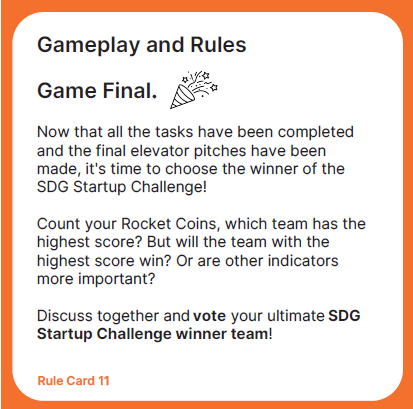 Gameplay and Rules
Game Final.
Now that all the tasks have been completed
and the final elevator pitches have been
made, it's time to choose the winner of the
SDG Startup Challenge!
Count your Rocket Coins, which team has the
highest score? But will the team with the
highest score win? Or are other indicators
more important?
Discuss together and vote your ultimate SDG
Startup Challenge winner team!
Rule Card 11